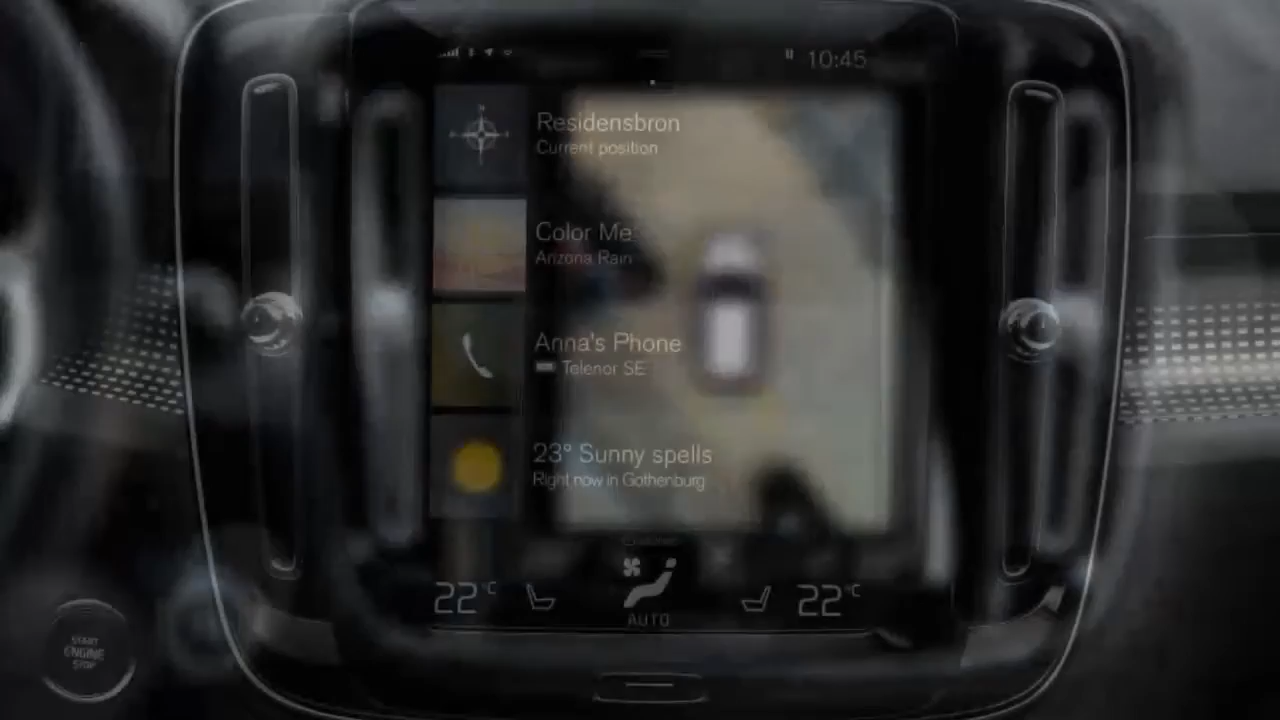 10:45
Residensbron
Current position
Color Me
Arizona Rain
Anna's Phone
Telenor SE
23° Sunny spells
Right now in Gothenburg
22°C
22°C
AUTO
START
ENGINE
STOP